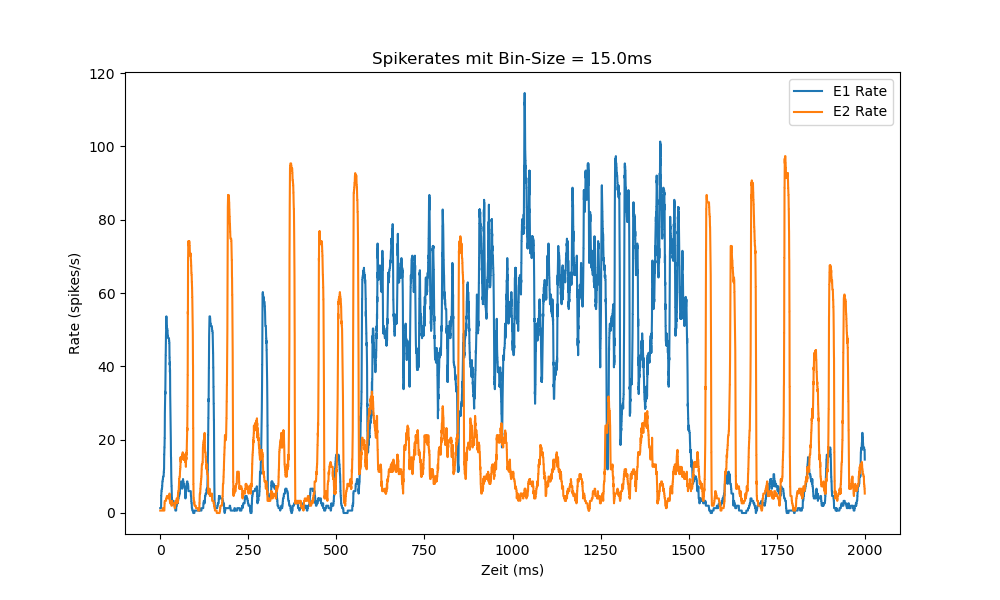 Spikerates mit Bin-Size = 15.0ms
E1 Rate
E2 Rate
Rate (spikes/s)
120
100
80
60
40
20
0
0 250 500 750 1000 1250 1500 1750 2000
Zeit (ms)